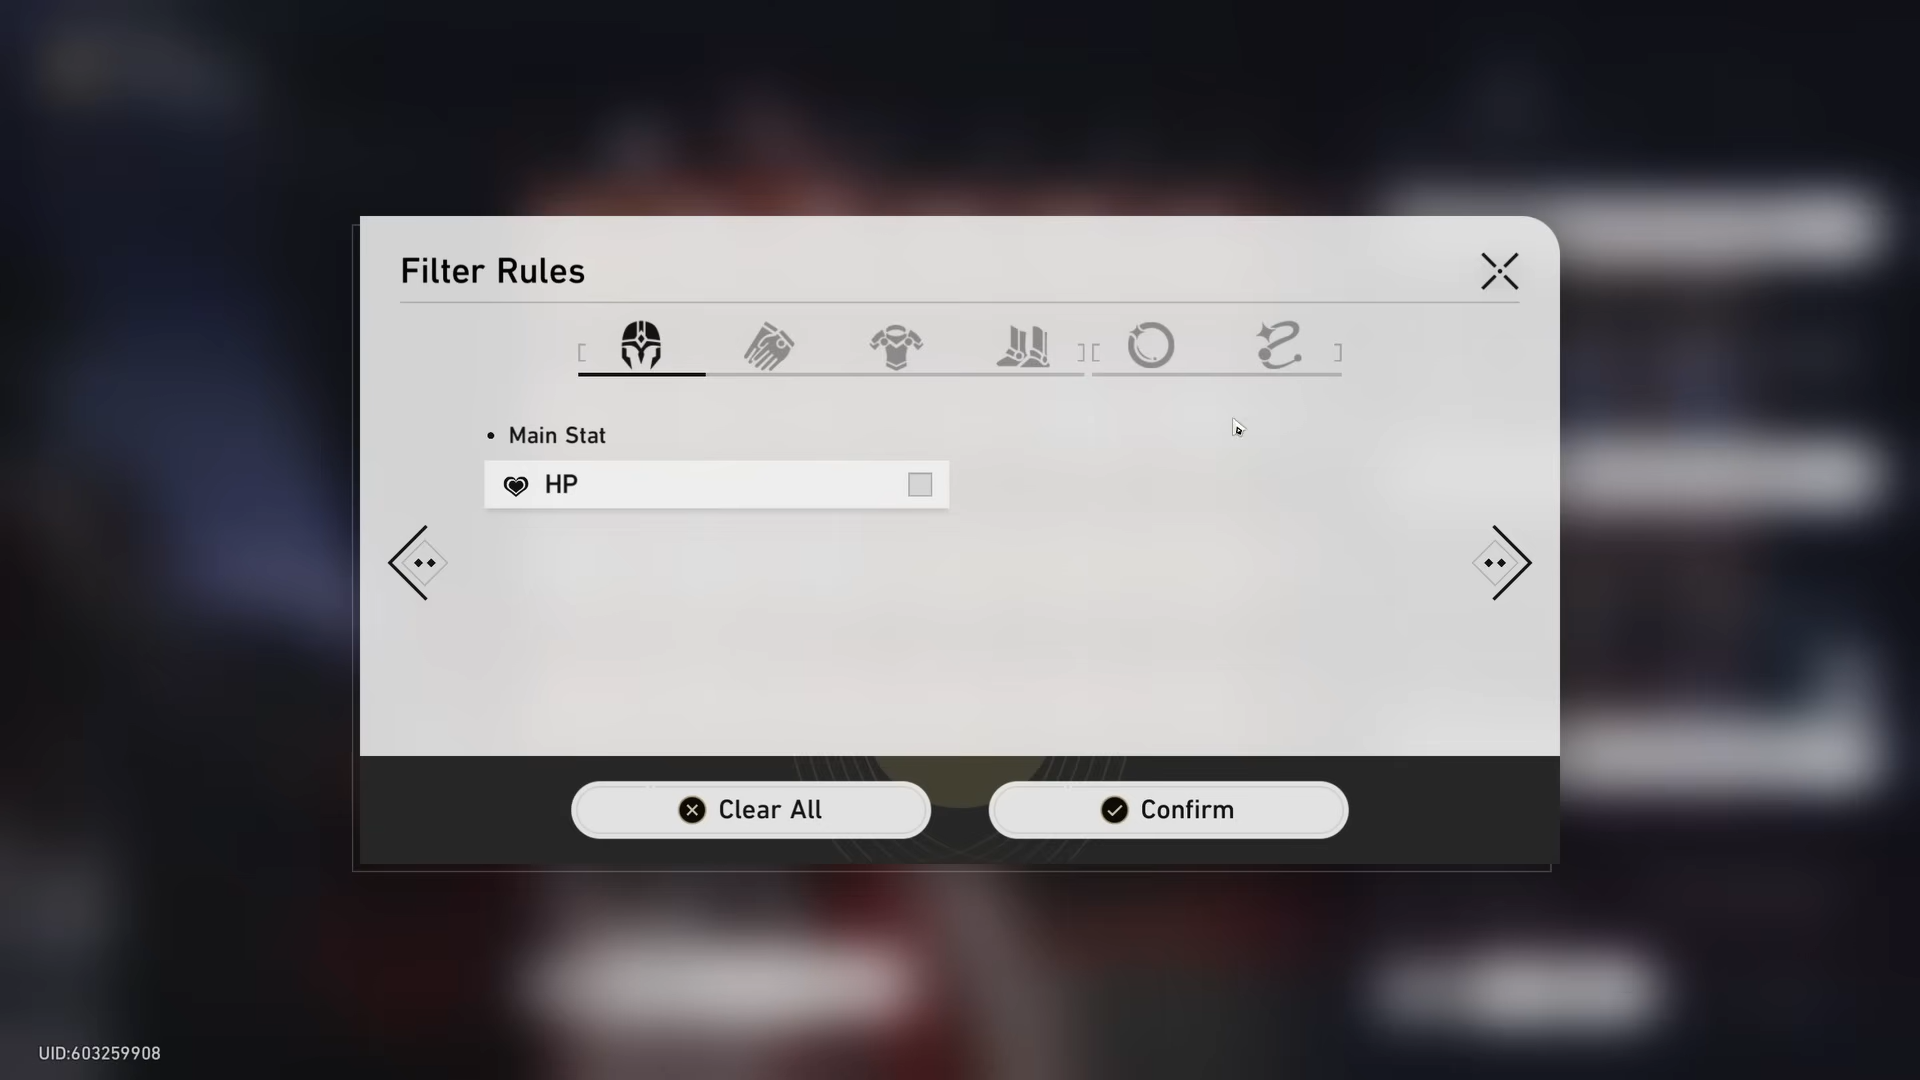 Filter Rules
Main Stat
HP
Clear All
Confirm
UID:603259908